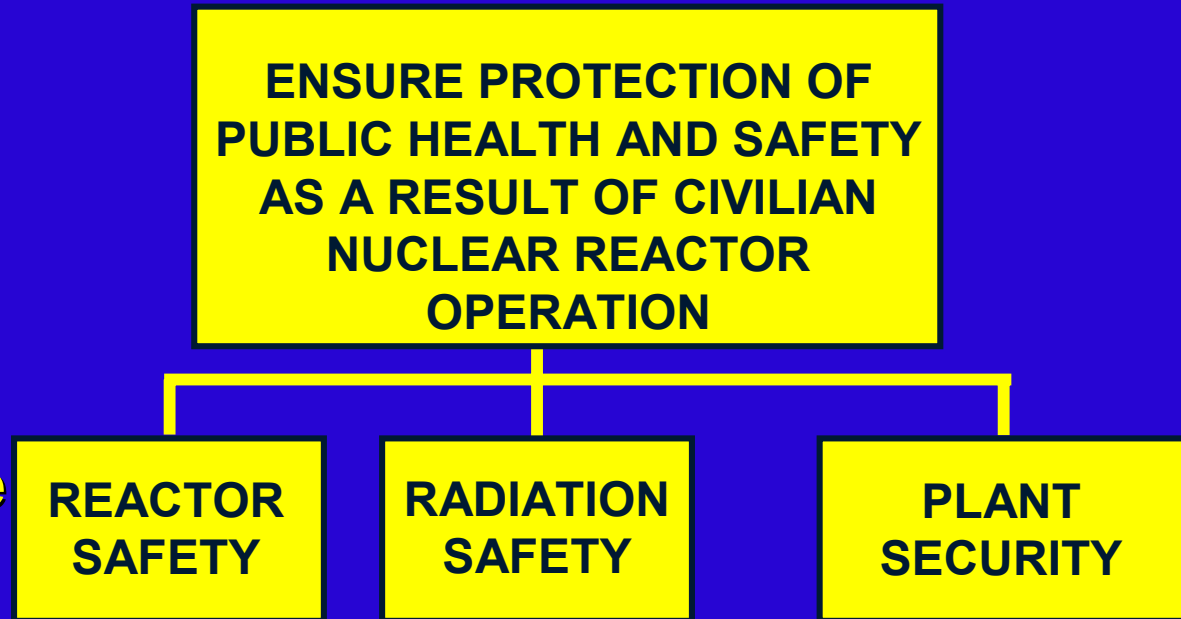 ENSURE PROTECTION OF
PUBLIC HEALTH AND SAFETY
AS A RESULT OF CIVILIAN
NUCLEAR REACTOR
OPERATION
REACTOR
SAFETY
RADIATION
SAFETY
PLANT
SECURITY